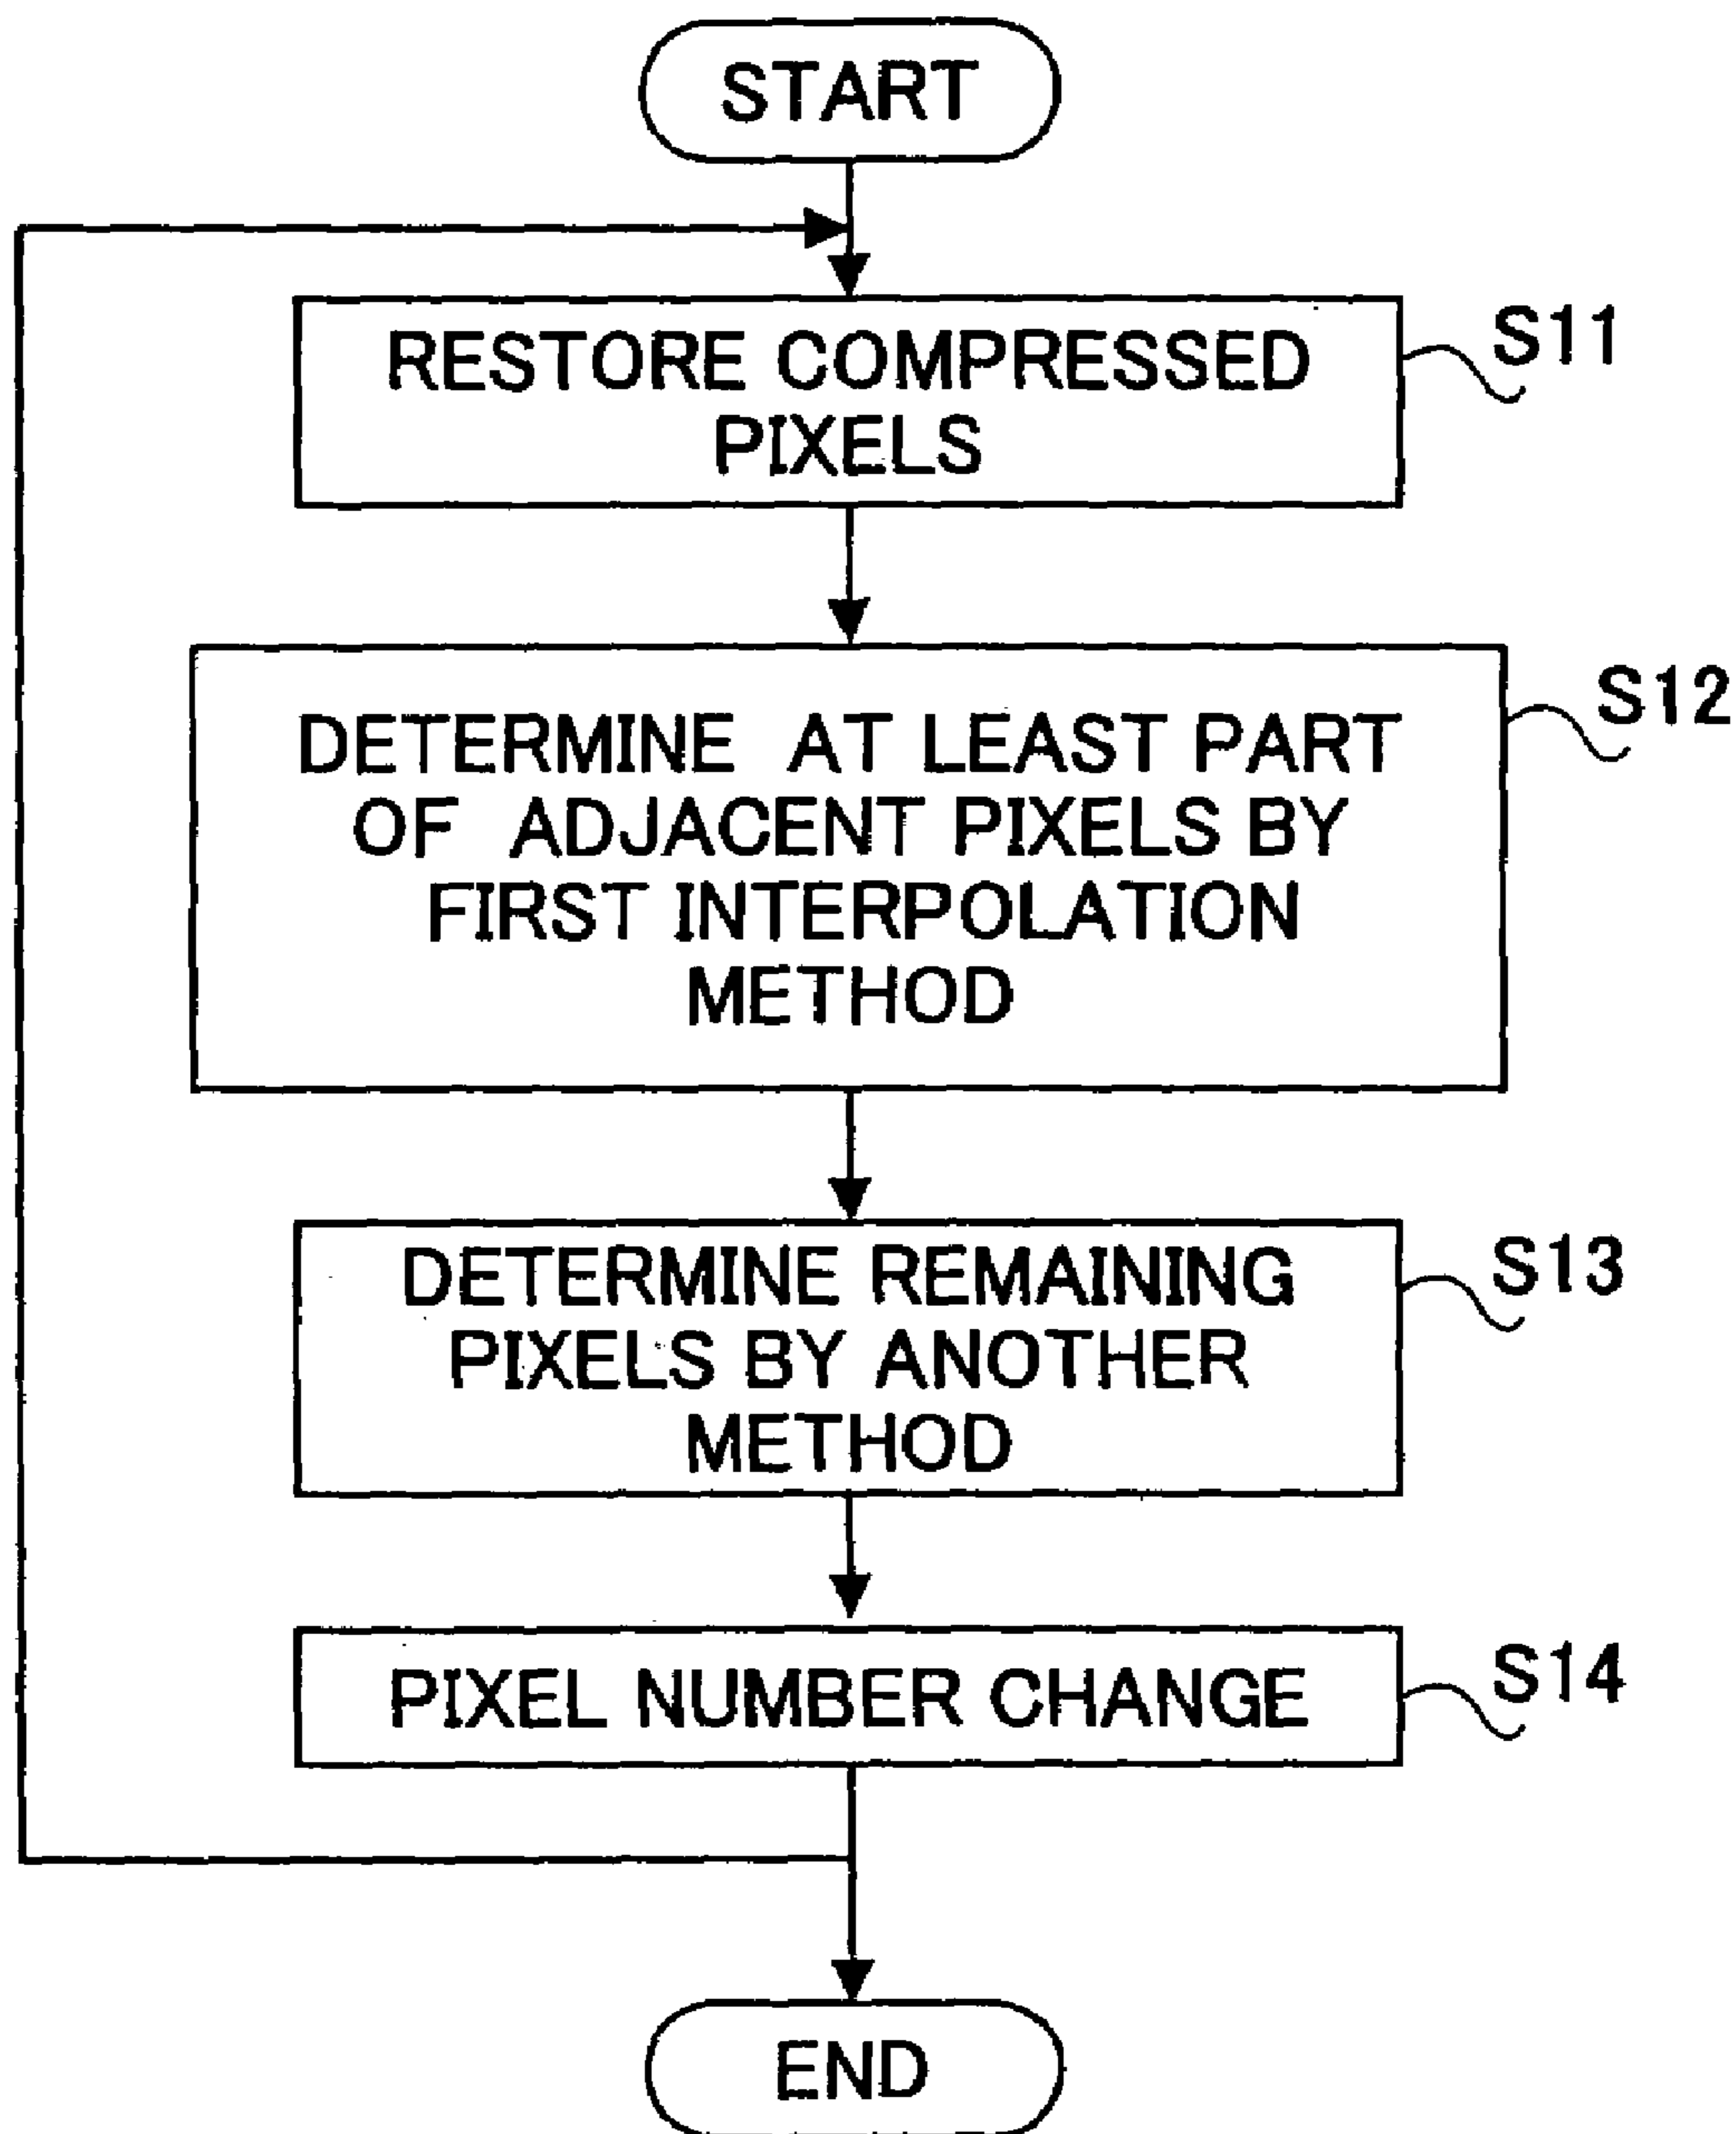 START
RESTORE COMPRESSED
PIXELS
S11
DETERMINE AT LEAST PART
OF ADJACENT PIXELS BY
FIRST INTERPOLATION
METHOD
S12
DETERMINE REMAINING
PIXELS BY ANOTHER
METHOD
S13
PIXEL NUMBER CHANGE
S14
END